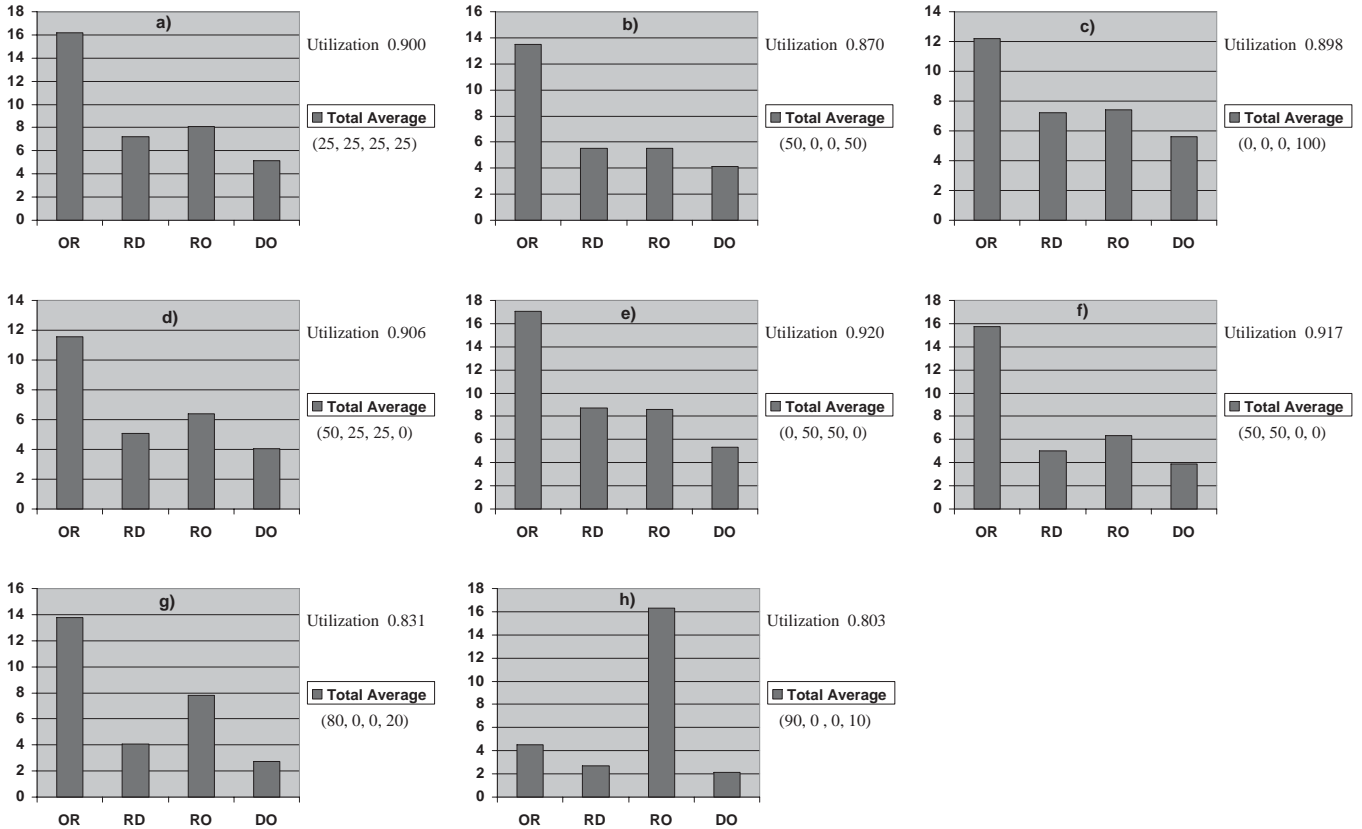 a)
18
16
14
12
10
8
6
4
2
0
OR RD RO DO
Utilization 0.900
Total Average
(25, 25, 25, 25)
b)
16
14
12
10
8
6
4
2
0
OR RD RO DO
Utilization 0.870
Total Average
(50, 0, 0, 50)
c)
14
12
10
8
6
4
2
0
OR RD RO DO
Utilization 0.898
Total Average
(0, 0, 0, 100)
d)
14
12
10
8
6
4
2
0
OR RD RO DO
Utilization 0.906
Total Average
(50, 25, 25, 0)
e)
18
16
14
12
10
8
6
4
2
0
OR RD RO DO
Utilization 0.920
Total Average
(0, 50, 50, 0)
f)
18
16
14
12
10
8
6
4
2
0
OR RD RO DO
Utilization 0.917
Total Average
(50, 50, 0, 0)
g)
16
14
12
10
8
6
4
2
0
OR RD RO DO
Utilization 0.831
Total Average
(80, 0, 0, 20)
h)
18
16
14
12
10
8
6
4
2
0
OR RD RO DO
Utilization 0.803
Total Average
(90, 0 , 0, 10)